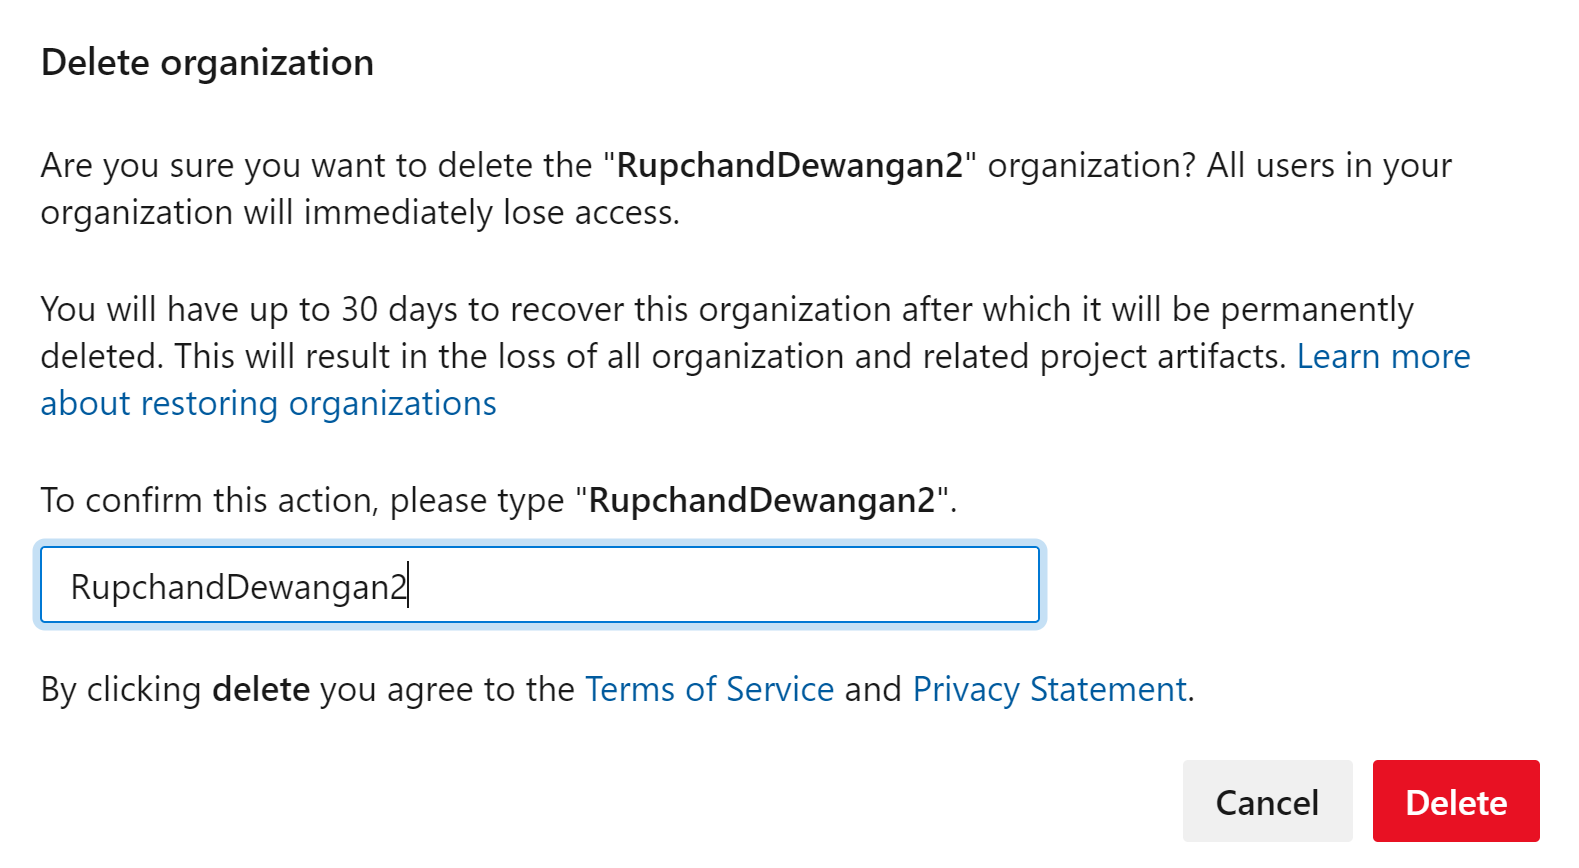 Delete organization
Are you sure you want to delete the "RupchandDewangan2" organization? All users in your
organization will immediately lose access.
You will have up to 30 days to recover this organization after which it will be permanently
deleted. This will result in the loss of all organization and related project artifacts. Learn more
about restoring organizations
To confirm this action, please type "RupchandDewangan2".
RupchandDewangan2
By clicking delete you agree to the Terms of Service and Privacy Statement.
Cancel Delete